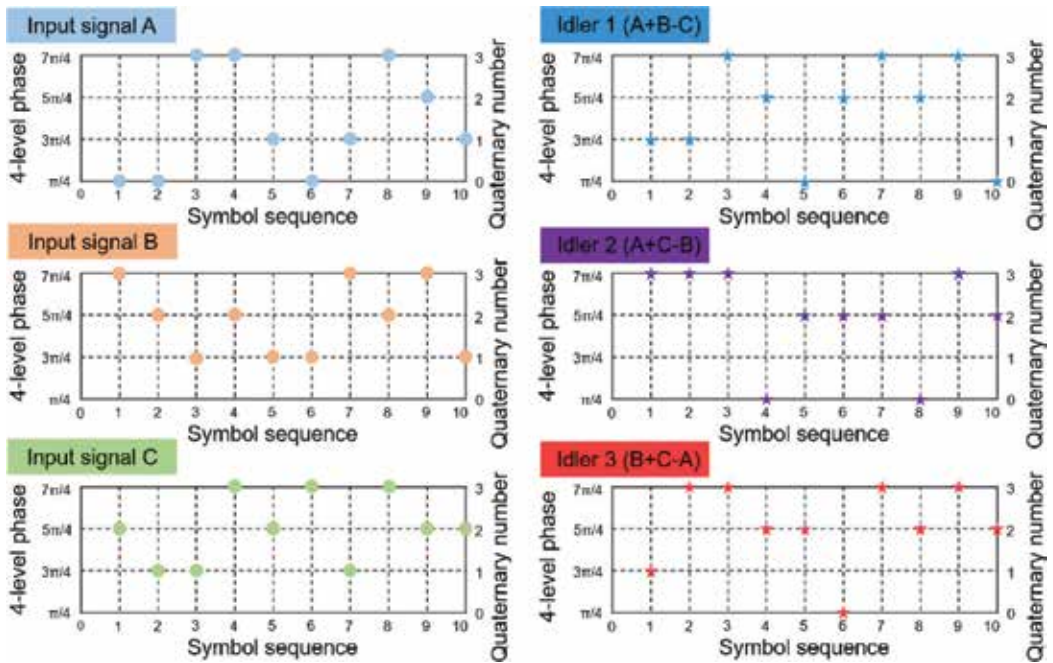 Input signal A
4-level phase
7π/4
5π/4
3π/4
π/4
0 1 2 3 4 5 6 7 8 9 10
3
2
1
0
Quaternary number
Symbol sequence
Idler 1 (A+B-C)
4-level phase
7π/4
5π/4
3π/4
π/4
0 1 2 3 4 5 6 7 8 9 10
3
2
1
0
Quaternary number
Symbol sequence
Input signal B
4-level phase
7π/4
5π/4
3π/4
π/4
0 1 2 3 4 5 6 7 8 9 10
3
2
1
0
Quaternary number
Symbol sequence
Idler 2 (A+C-B)
4-level phase
7π/4
5π/4
3π/4
π/4
0 1 2 3 4 5 6 7 8 9 10
3
2
1
0
Quaternary number
Symbol sequence
Input signal C
4-level phase
7π/4
5π/4
3π/4
π/4
0 1 2 3 4 5 6 7 8 9 10
3
2
1
0
Quaternary number
Symbol sequence
Idler 3 (B+C-A)
4-level phase
7π/4
5π/4
3π/4
π/4
0 1 2 3 4 5 6 7 8 9 10
3
2
1
0
Quaternary number
Symbol sequence